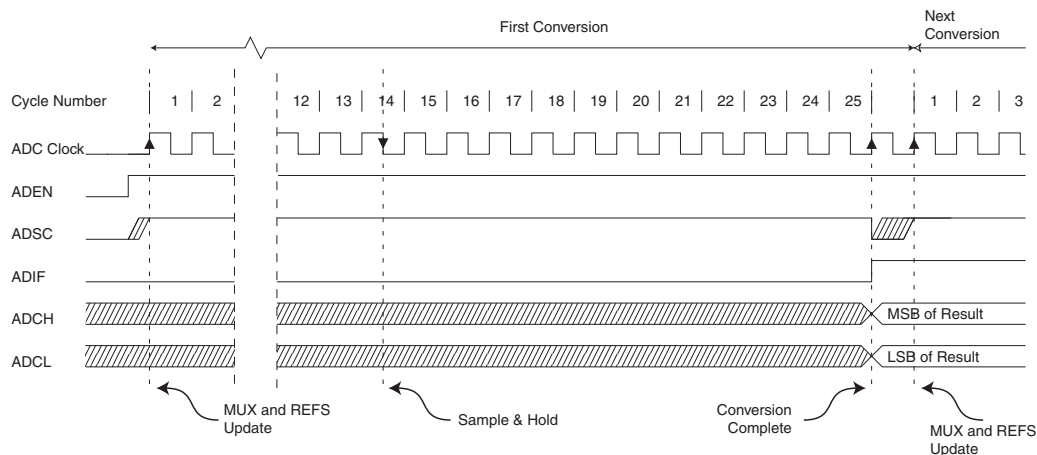 First Conversion
Next
Conversion
Cycle Number 1 2 12 13 14 15 16 17 18 19 20 21 22 23 24 25 1 2 3
ADC Clock
ADEN
ADSC
ADIF
ADCH MSB of Result
ADCL LSB of Result
MUX and REFS
Update
Sample & Hold
Conversion
Complete
MUX and REFS
Update